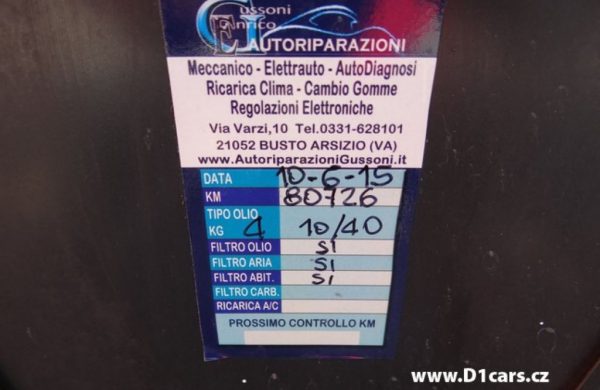 Gussoni
Enrico
AUTORIPARAZIONI
Meccanico - Elettrauto - AutoDiagnosi
Ricarica Clima - Cambio Gomme
Regolazioni Elettroniche
Via Varzi,10 Tel.0331-628101
21052 BUSTO ARSIZIO (VA)
www.AutoriparazioniGussoni.it
DATA 10-6-15
KM 80726
TIPO OLIO
KG 4 10/40
FILTRO OLIO SI
FILTRO ARIA SI
FILTRO ABIT. SI
FILTRO CARB.
RICARICA A/C
PROSSIMO CONTROLLO KM
www.D1cars.cz